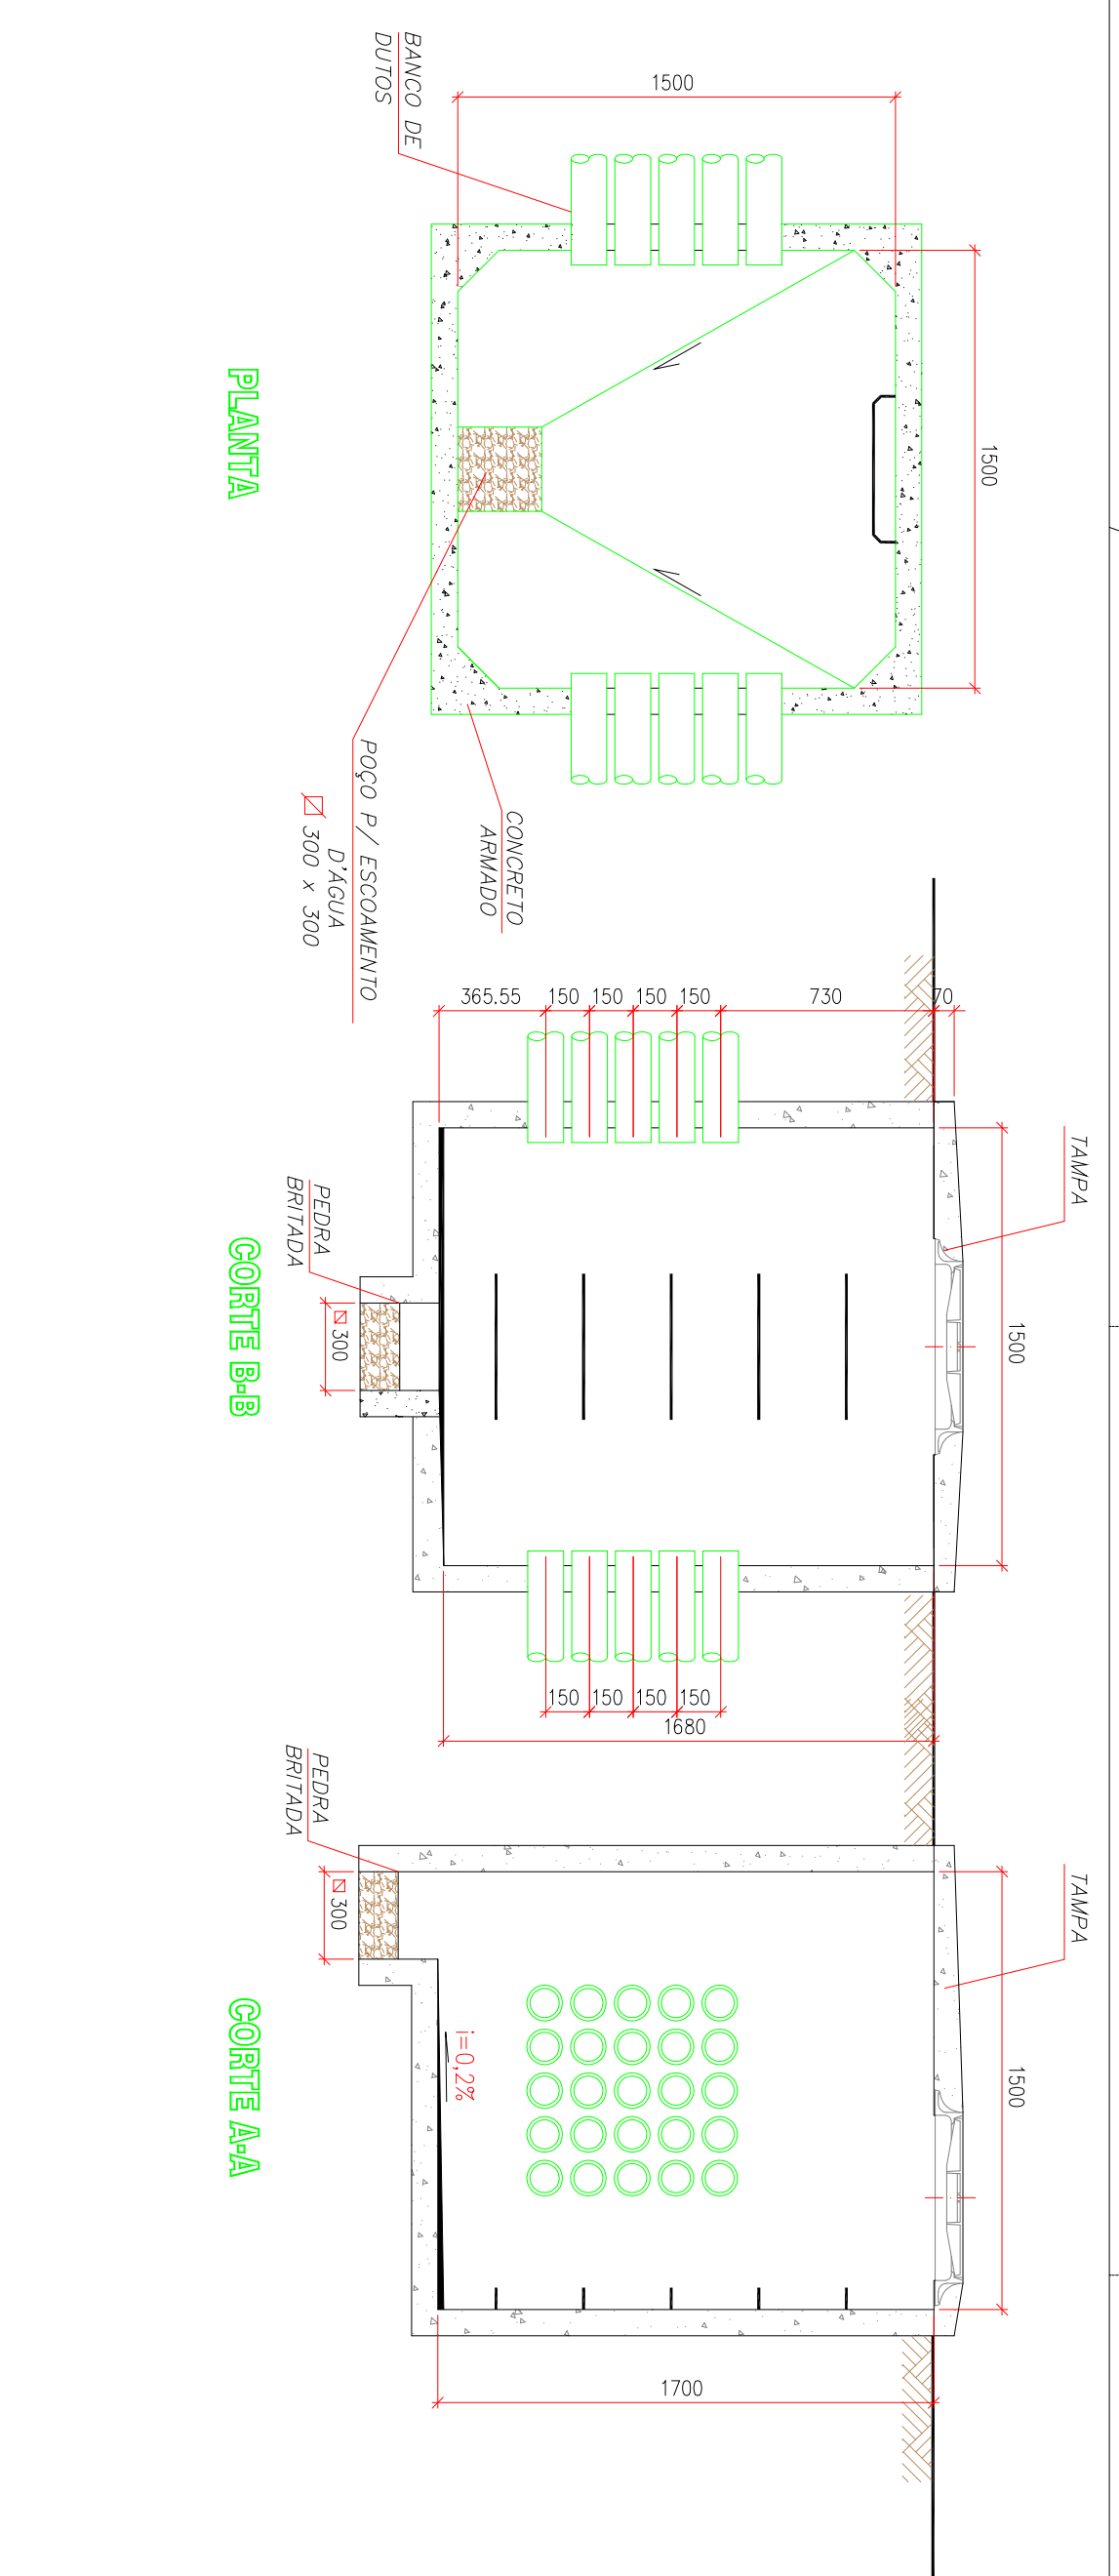 1500
1500
BANCO DE
DUTOS
CONCRETO
ARMADO
POÇO P/ ESCOAMENTO
D'ÁGUA
300 x 300
PLANTA
TAMPA
1500
70
730
150
150
150
150
365.55
150
150
150
150
1680
PEDRA
BRITADA
300
CORTE B-B
TAMPA
1500
1700
i=0,2%
PEDRA
BRITADA
300
CORTE A-A